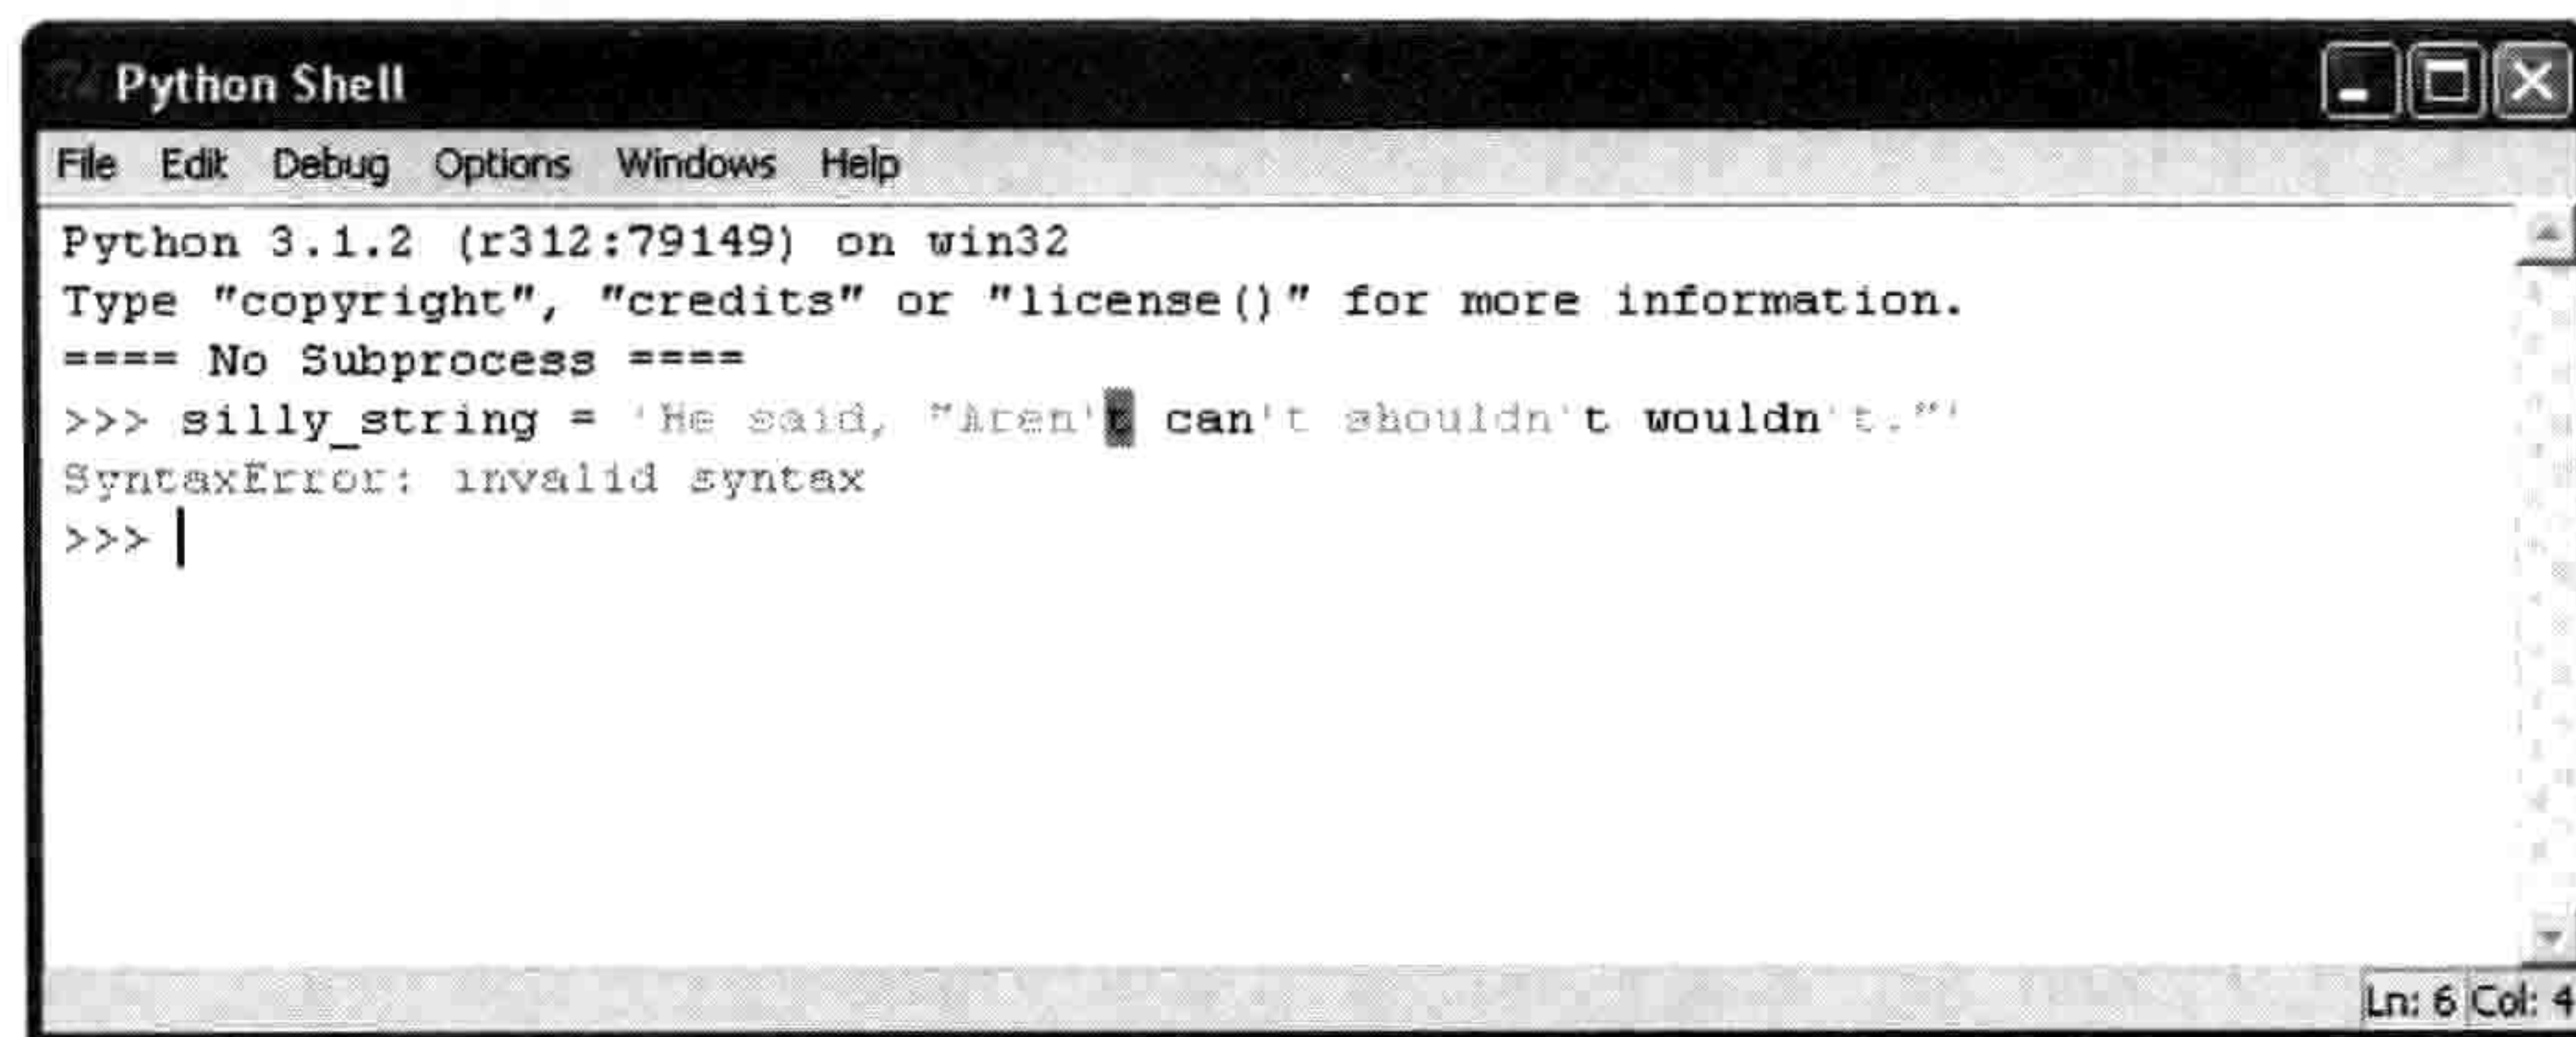 Python Shell
File Edit Debug Options Windows Help
Python 3.1.2 (r312:79149) on win32
Type "copyright", "credits" or "license()" for more information.
==== No Subprocess ====
>>> silly_string = 'He said, "Aren't can't shouldn't wouldn't."'
SyntaxError: invalid syntax
>>>
Ln: 6 Col: 4